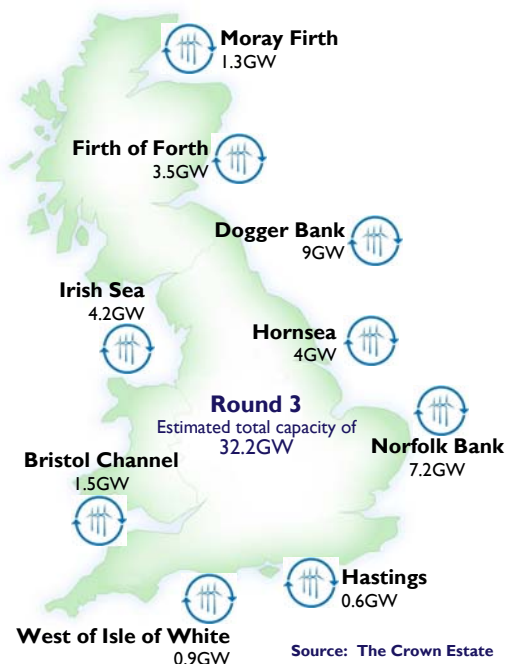 Moray Firth
1.3GW
Firth of Forth
3.5GW
Dogger Bank
9GW
Irish Sea
4.2GW
Hornsea
4GW
Round 3
Estimated total capacity of
32.2GW
Norfolk Bank
7.2GW
Bristol Channel
1.5GW
Hastings
0.6GW
West of Isle of White
0.9GW
Source: The Crown Estate